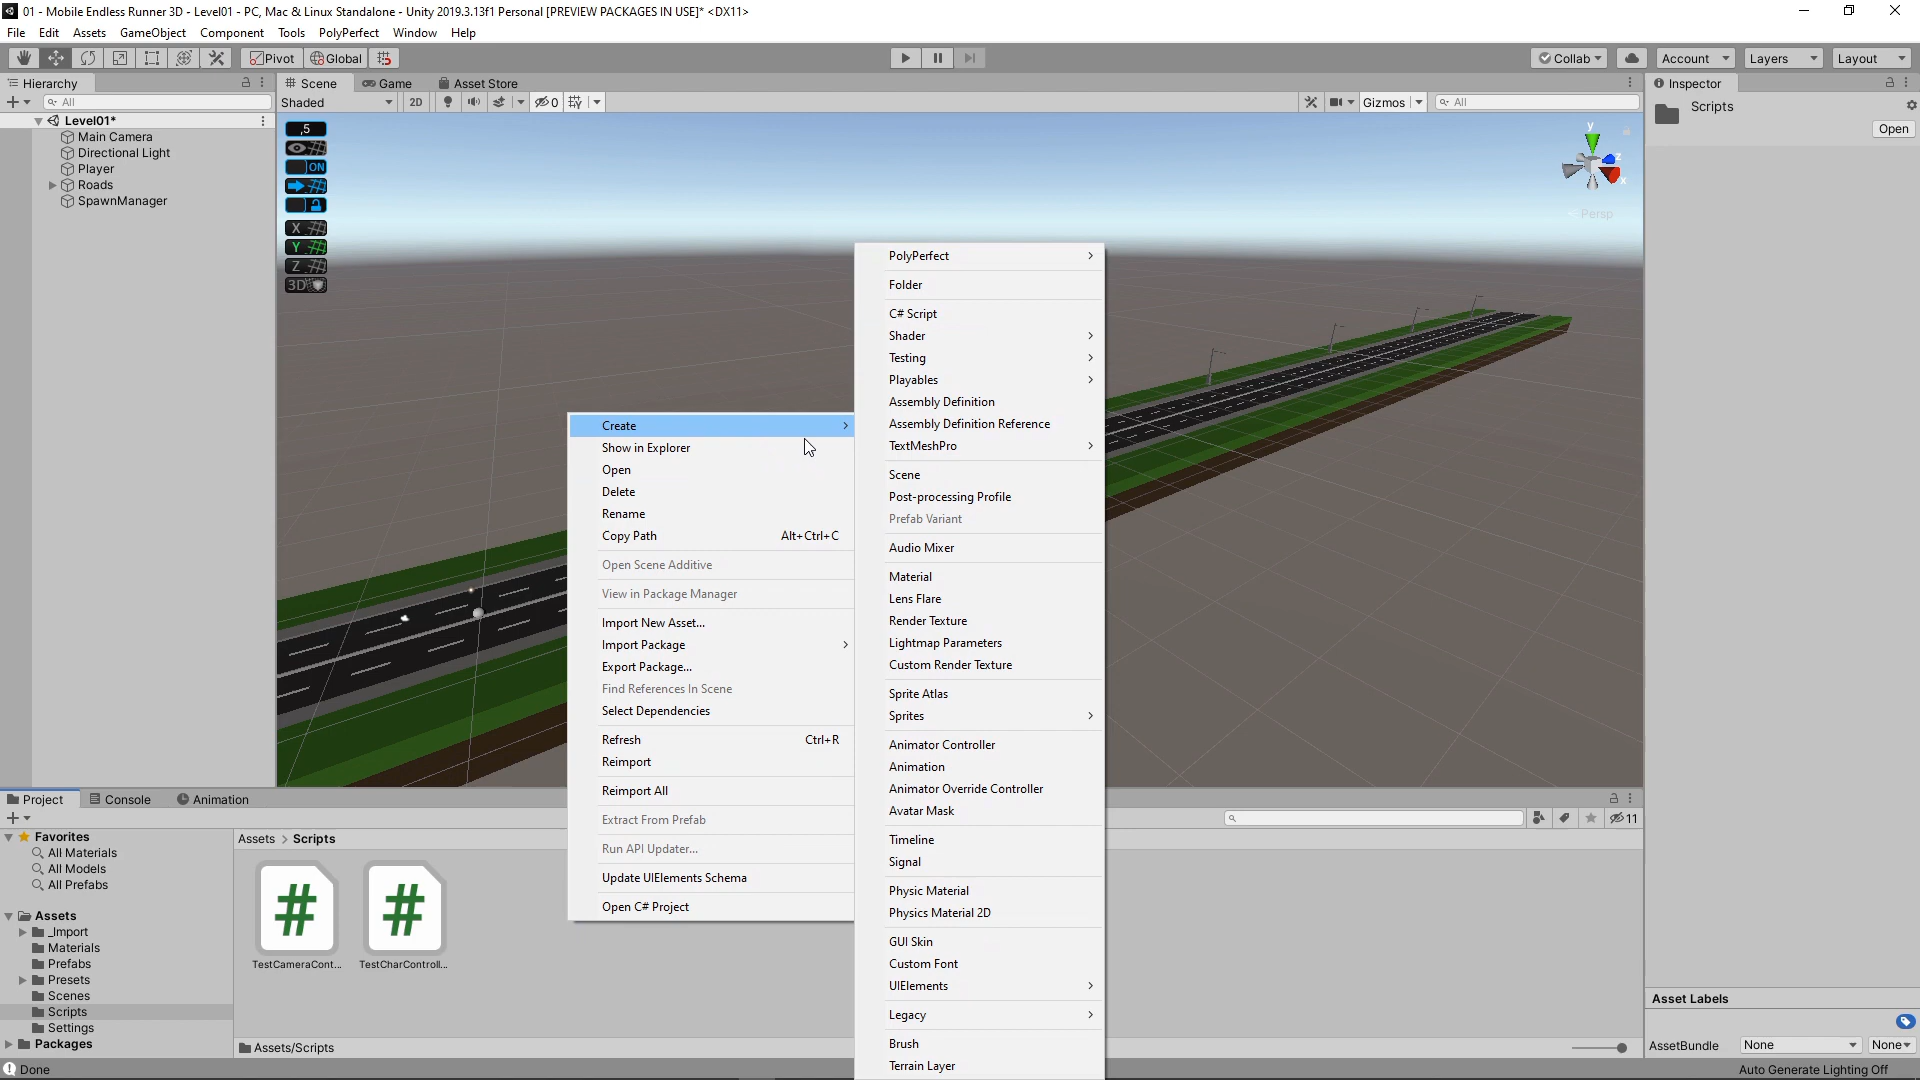 01 - Mobile Endless Runner 3D - Level01 - PC, Mac & Linux Standalone - Unity 2019.3.13f1 Personal [PREVIEW PACKAGES IN USE]* <DX11>
File Edit Assets GameObject Component Tools PolyPerfect Window Help
Pivot Global Collab Account Layers Layout
Hierarchy
All
Level01*
Main Camera
Directional Light
Player
Roads
SpawnManager
Scene Game Asset Store
Shaded 2D 0 Gizmos All
,5
ON
X
Y
Z
3D
y
z
x
Persp
Inspector
Scripts
Open
Create
Show in Explorer
Open
Delete
Rename
Copy Path Alt+Ctrl+C
Open Scene Additive
View in Package Manager
Import New Asset...
Import Package
Export Package...
Find References In Scene
Select Dependencies
Refresh Ctrl+R
Reimport
Reimport All
Extract From Prefab
Run API Updater...
Update UIElements Schema
Open C# Project
PolyPerfect
Folder
C# Script
Shader
Testing
Playables
Assembly Definition
Assembly Definition Reference
TextMeshPro
Scene
Post-processing Profile
Prefab Variant
Audio Mixer
Material
Lens Flare
Render Texture
Lightmap Parameters
Custom Render Texture
Sprite Atlas
Sprites
Animator Controller
Animation
Animator Override Controller
Avatar Mask
Timeline
Signal
Physic Material
Physics Material 2D
GUI Skin
Custom Font
UIElements
Legacy
Brush
Terrain Layer
Project Console Animation
11
Favorites
All Materials
All Models
All Prefabs
Assets
_Import
Materials
Prefabs
Presets
Scenes
Scripts
Settings
Packages
Assets > Scripts
TestCameraCont... TestCharControll...
Assets/Scripts
Asset Labels
AssetBundle None None
Done
Auto Generate Lighting Off